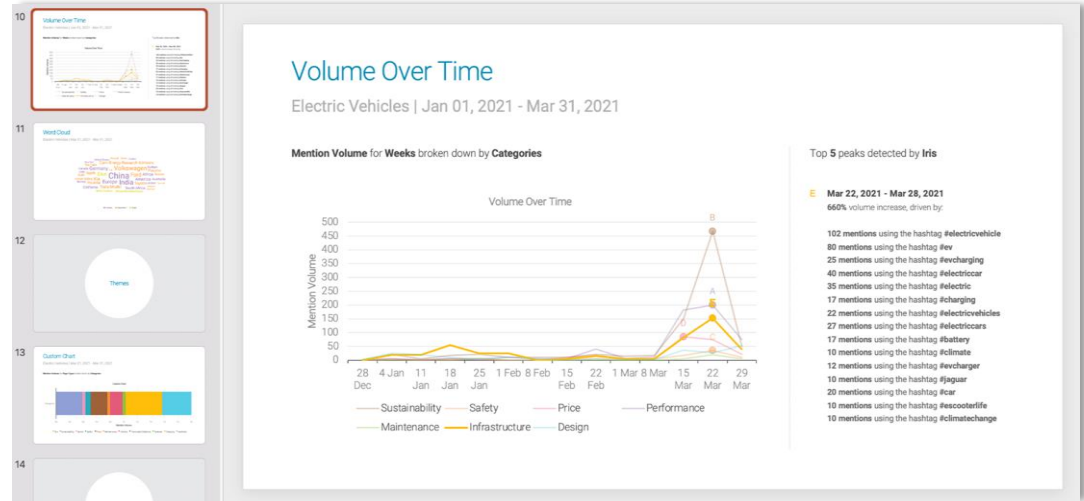 10
Volume Over Time
11
Word Cloud
China
India
Europe
Volkswagen
12
Themes
13
Custom Chart
14
Volume Over Time
Electric Vehicles | Jan 01, 2021 - Mar 31, 2021
Mention Volume for Weeks broken down by Categories
Volume Over Time
Mention Volume
500
450
400
350
300
250
200
150
100
50
0
B
A
E
28 Dec
4 Jan
11 Jan
18 Jan
25 Jan
1 Feb
8 Feb
15 Feb
22 Feb
1 Mar
8 Mar
15 Mar
22 Mar
29 Mar
Sustainability
Safety
Price
Performance
Maintenance
Infrastructure
Design
Top 5 peaks detected by Iris
E Mar 22, 2021 - Mar 28, 2021
660% volume increase, driven by:
102 mentions using the hashtag #electricvehicle
80 mentions using the hashtag #ev
25 mentions using the hashtag #evcharging
40 mentions using the hashtag #electriccar
35 mentions using the hashtag #electric
17 mentions using the hashtag #charging
22 mentions using the hashtag #electricvehicles
27 mentions using the hashtag #electriccars
17 mentions using the hashtag #battery
10 mentions using the hashtag #climate
12 mentions using the hashtag #evcharger
10 mentions using the hashtag #jaguar
20 mentions using the hashtag #car
10 mentions using the hashtag #escooterlife
10 mentions using the hashtag #climatechange